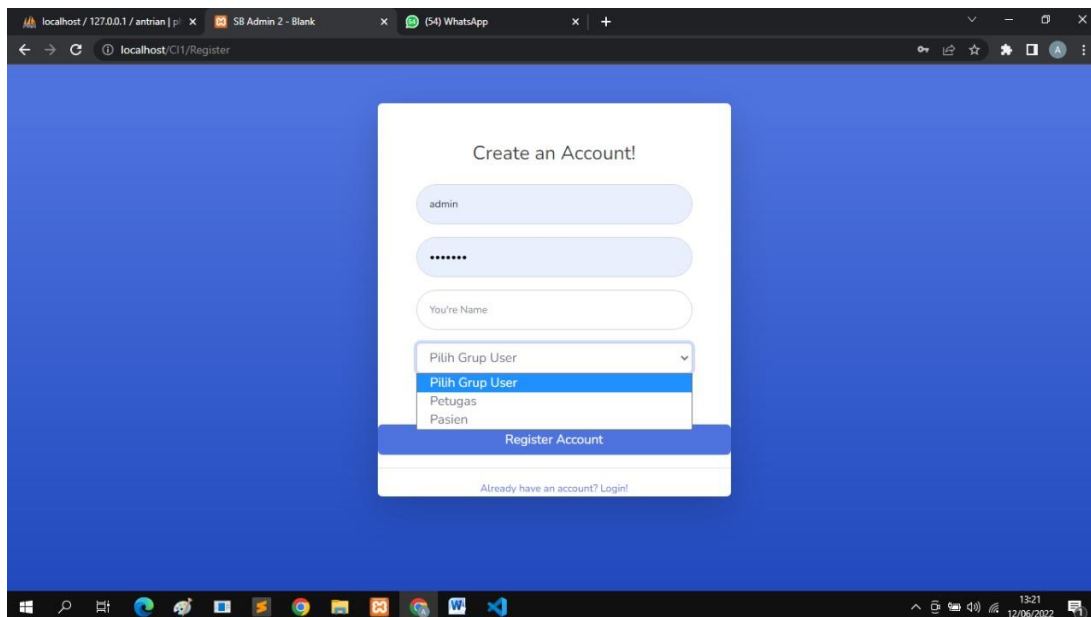 localhost / 127.0.0.1 / antrian | p
SB Admin 2 - Blank
(54) WhatsApp
localhost/CI1/Register
A
Create an Account!
admin
•••••••
You're Name
Pilih Grup User
Pilih Grup User
Petugas
Pasien
Register Account
Already have an account? Login!
13:21
12/06/2022